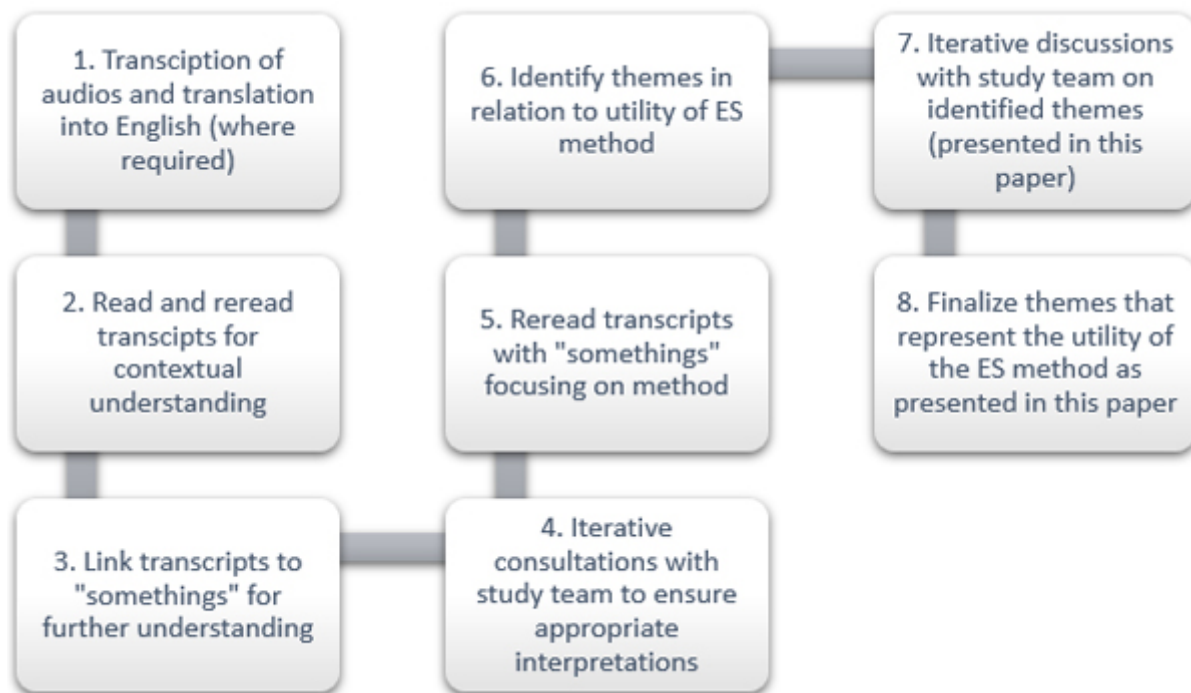 1. Transciption of
audios and translation
into English (where
required)
2. Read and reread
transcipts for
contextual
understanding
3. Link transcripts to
"somethings" for
further understanding
4. Iterative
consultations with
study team to ensure
appropriate
interpretations
5. Reread transcripts
with "somethings"
focusing on method
6. Identify themes in
relation to utility of ES
method
7. Iterative discussions
with study team on
identified themes
(presented in this
paper)
8. Finalize themes that
represent the utility of
the ES method as
presented in this paper